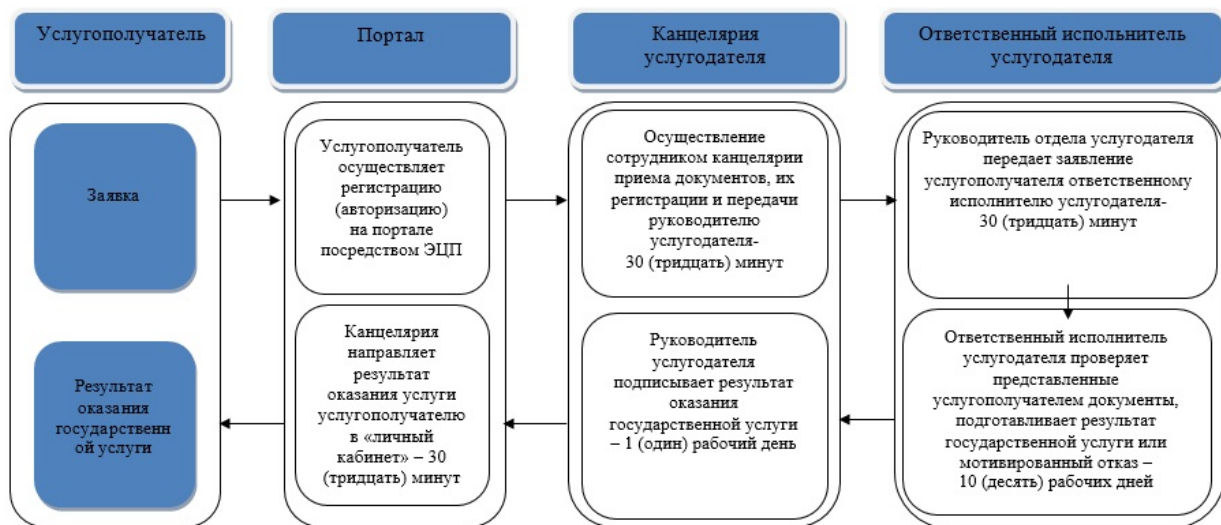 Услугополучатель
Портал
Канцелярия
услугодателя
Ответственный испольнитель
услугодателя
Заявка
Услугополучатель
осуществляет
регистрацию
(авторизацию)
на портале
посредством ЭЦП
Осуществление
сотрудником канцелярии
приема документов, их
регистрации и передачи
руководителю
услугодателя-
30 (тридцать) минут
Руководитель отдела услугодателя
передает заявление
услугополучателя ответственному
исполнителю услугодателя-
30 (тридцать) минут
Результат
оказания
государственн
ой услуги
Канцелярия
направляет
результат
оказания услуги
услугополучателю
в «личный
кабинет» – 30
(тридцать) минут
Руководитель
услугодателя
подписывает результат
оказания
государственной услуги
– 1 (один) рабочий день
Ответственный исполнитель
услугодателя проверяет
представленные
услугополучателем документы,
подготавливает результат
государственной услуги или
мотивированный отказ –
10 (десять) рабочих дней